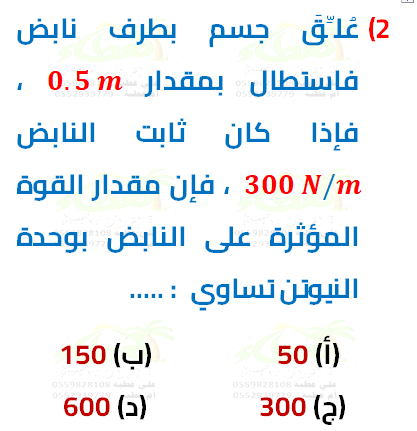 2) عُلِّقَ جسم بطرف نابض
فاستطال بمقدار 0.5 m ،
فإذا كان ثابت النابض
300 N/m ، فإن مقدار القوة
المؤثرة على النابض بوحدة
النيوتن تساوي : .....
(أ) 50 (ب) 150
(ج) 300 (د) 600